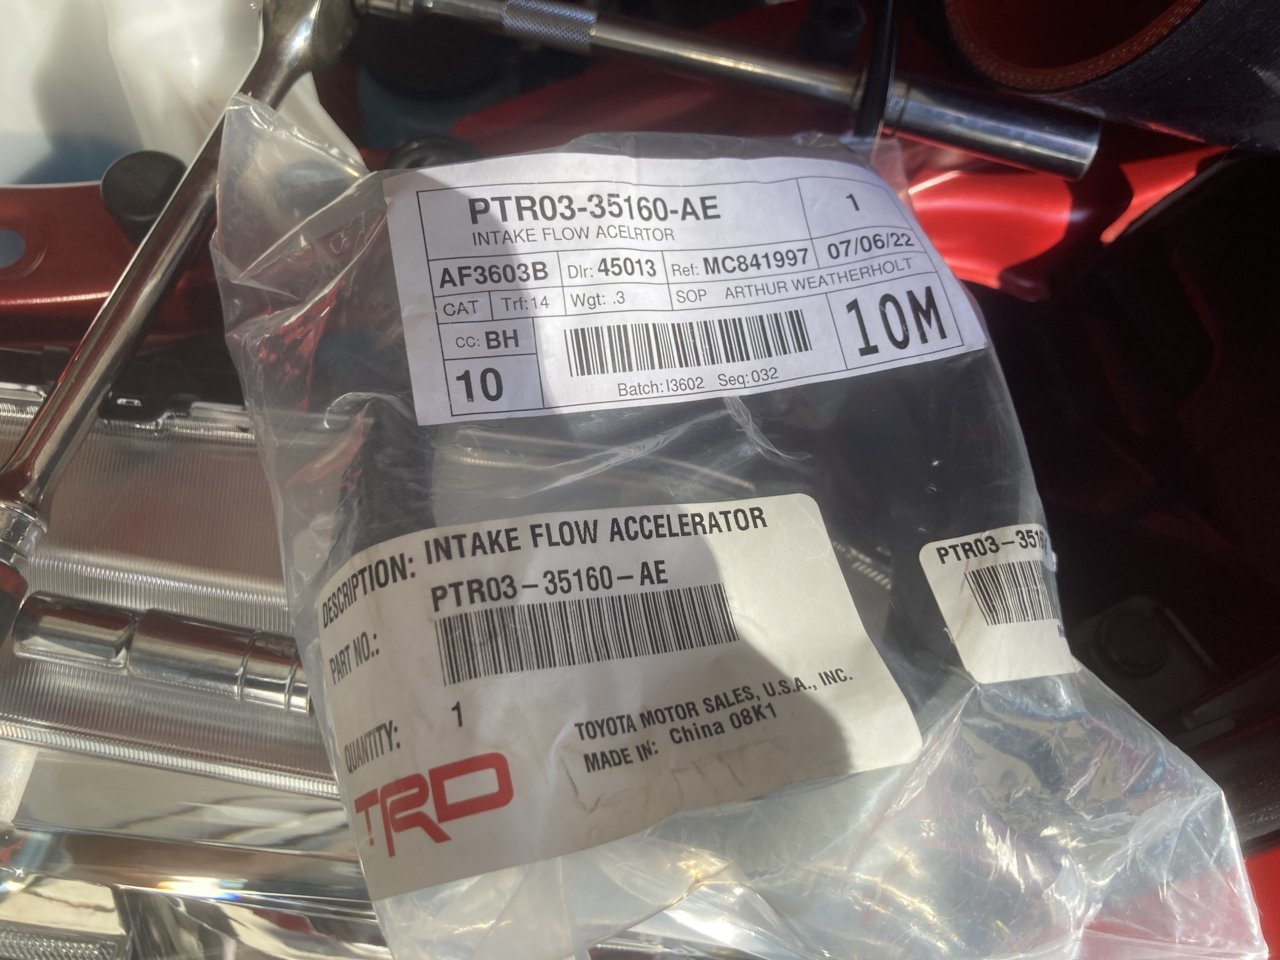 PTR03-35160-AE
1
INTAKE FLOW ACELRTOR
AF3603B
Dlr: 45013
Ref: MC841997
07/06/22
CAT
Trf: 14
Wgt: .3
SOP ARTHUR WEATHERHOLT
CC: BH
10M
10
Batch: I3602 Seq: 032
DESCRIPTION: INTAKE FLOW ACCELERATOR
PART NO.: PTR03-35160-AE
QUANTITY: 1
TOYOTA MOTOR SALES, U.S.A., INC.
MADE IN: China 08K1
TRD
PTR03-3516